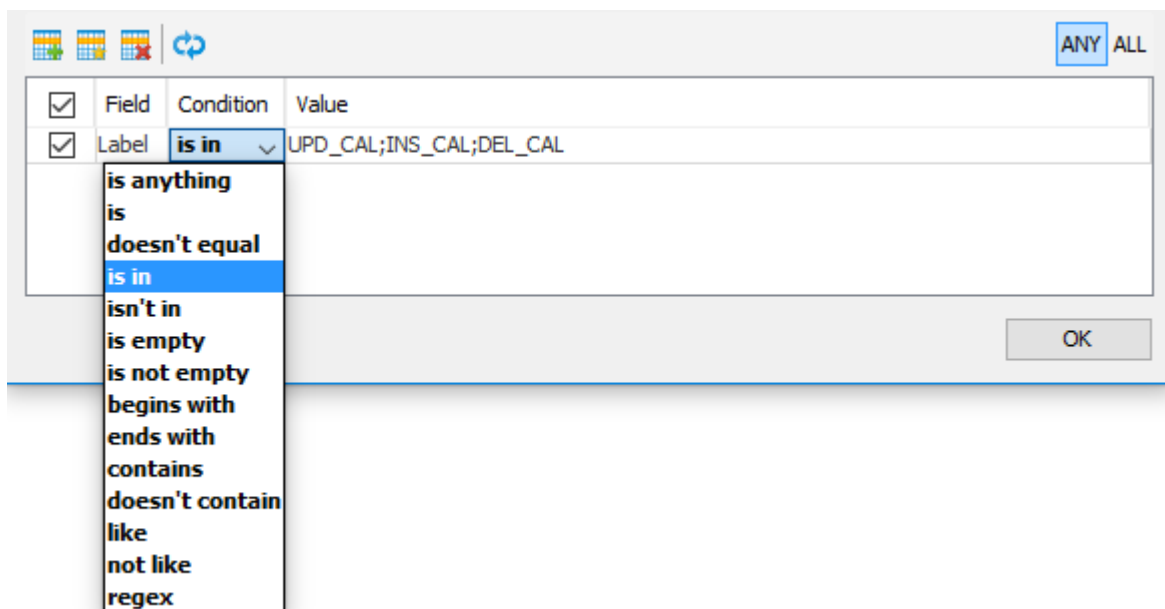 ANY ALL
Field Condition Value
Label is in UPD_CAL;INS_CAL;DEL_CAL
is anything
is
doesn't equal
is in
isn't in
is empty
OK
is not empty
begins with
ends with
contains
doesn't contain
like
not like
regex